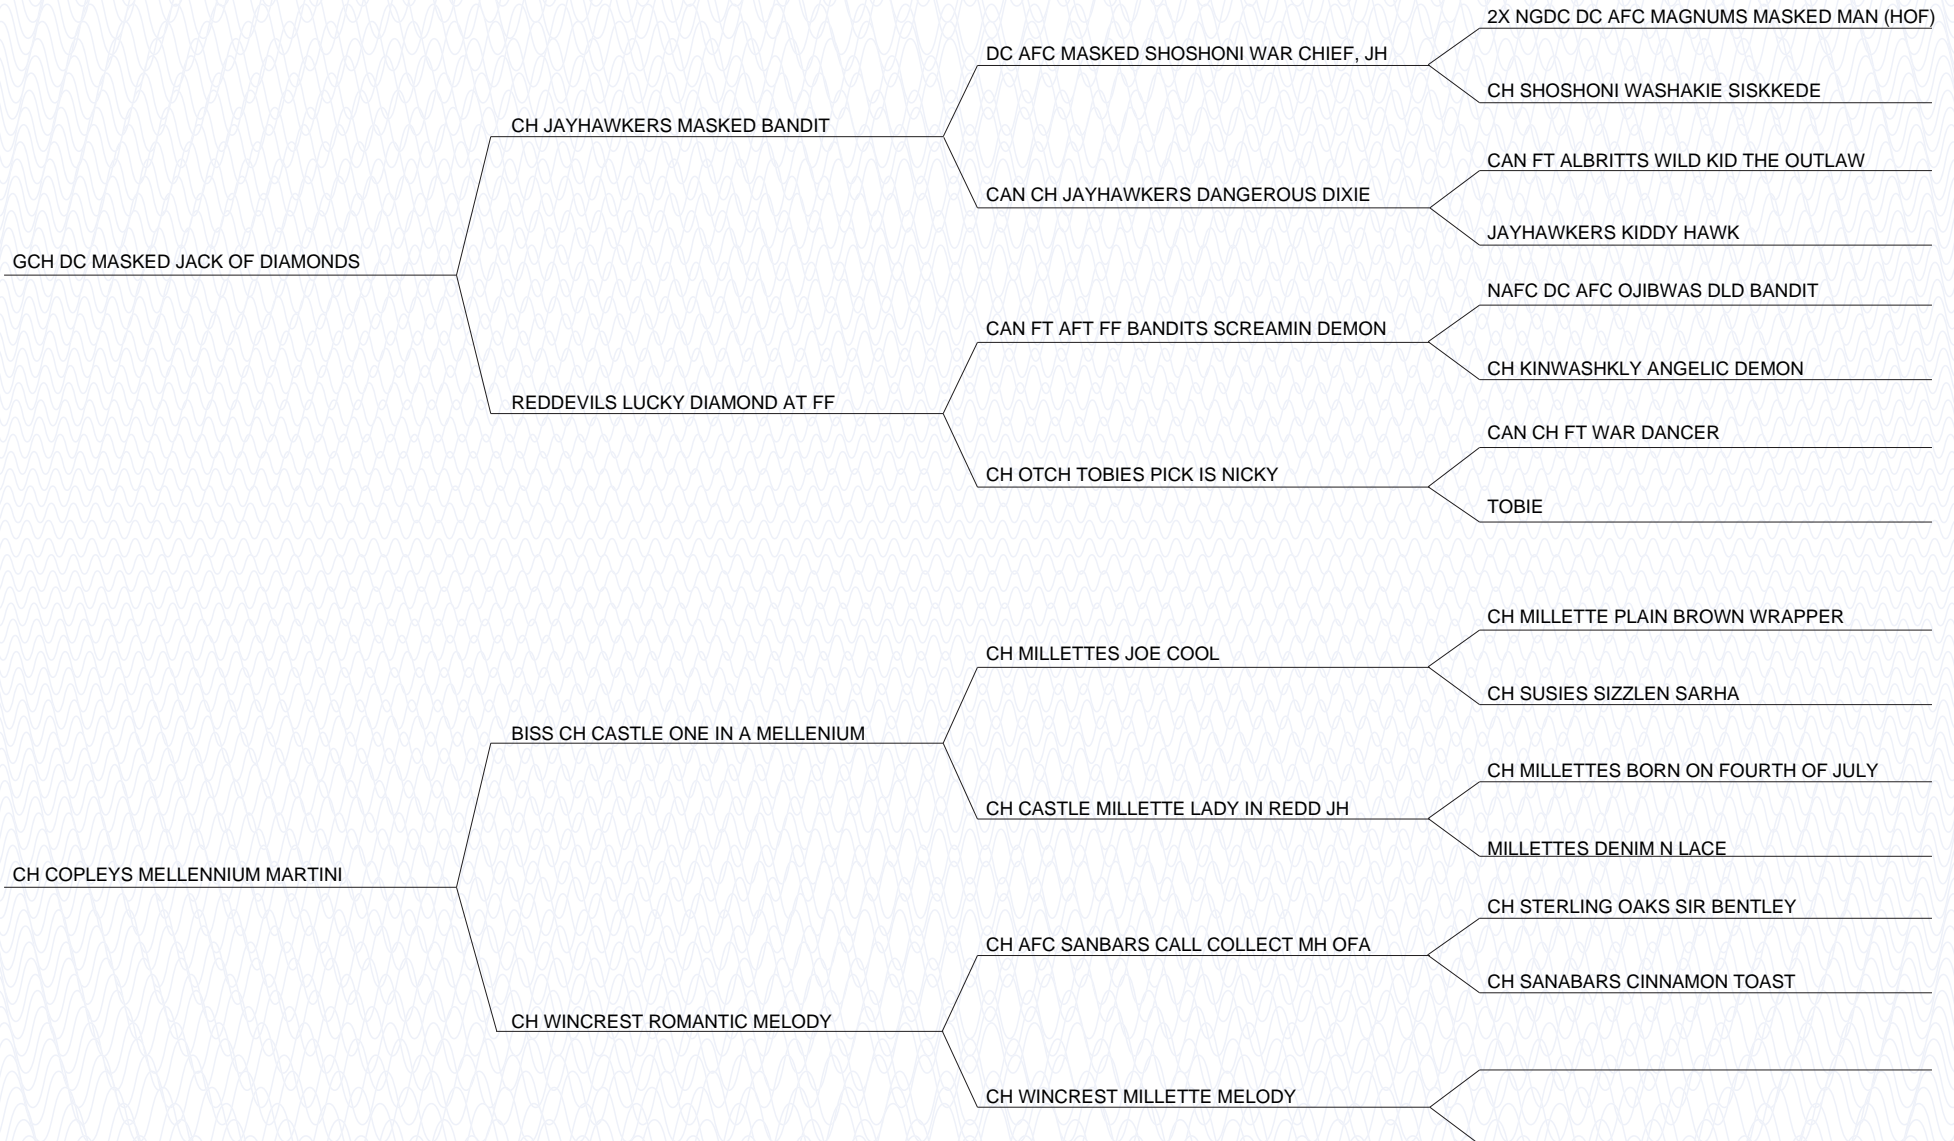 2X NGDC DC AFC MAGNUMS MASKED MAN (HOF)
DC AFC MASKED SHOSHONI WAR CHIEF, JH
CH SHOSHONI WASHAKIE SISKKEDE
CH JAYHAWKERS MASKED BANDIT
CAN FT ALBRITTS WILD KID THE OUTLAW
CAN CH JAYHAWKERS DANGEROUS DIXIE
JAYHAWKERS KIDDY HAWK
GCH DC MASKED JACK OF DIAMONDS
NAFC DC AFC OJIBWAS DLD BANDIT
CAN FT AFT FF BANDITS SCREAMIN DEMON
CH KINWASHKLY ANGELIC DEMON
REDDEVILS LUCKY DIAMOND AT FF
CAN CH FT WAR DANCER
CH OTCH TOBIES PICK IS NICKY
TOBIE
CH MILLETTE PLAIN BROWN WRAPPER
CH MILLETTES JOE COOL
CH SUSIES SIZZLEN SARHA
BISS CH CASTLE ONE IN A MELLENIUM
CH MILLETTES BORN ON FOURTH OF JULY
CH CASTLE MILLETTE LADY IN REDD JH
MILLETTES DENIM N LACE
CH COPLEYS MELLENNIUM MARTINI
CH STERLING OAKS SIR BENTLEY
CH AFC SANBARS CALL COLLECT MH OFA
CH SANABARS CINNAMON TOAST
CH WINCREST ROMANTIC MELODY
CH WINCREST MILLETTE MELODY